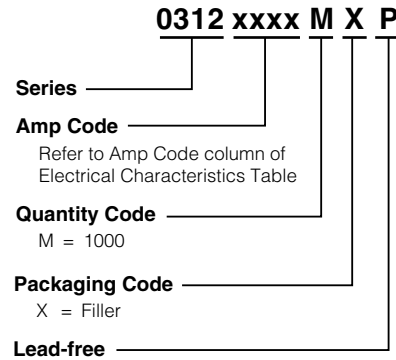 0312 xxxx M X P
Series
Amp Code
Refer to Amp Code column of
Electrical Characteristics Table
Quantity Code
M = 1000
Packaging Code
X = Filler
Lead-free